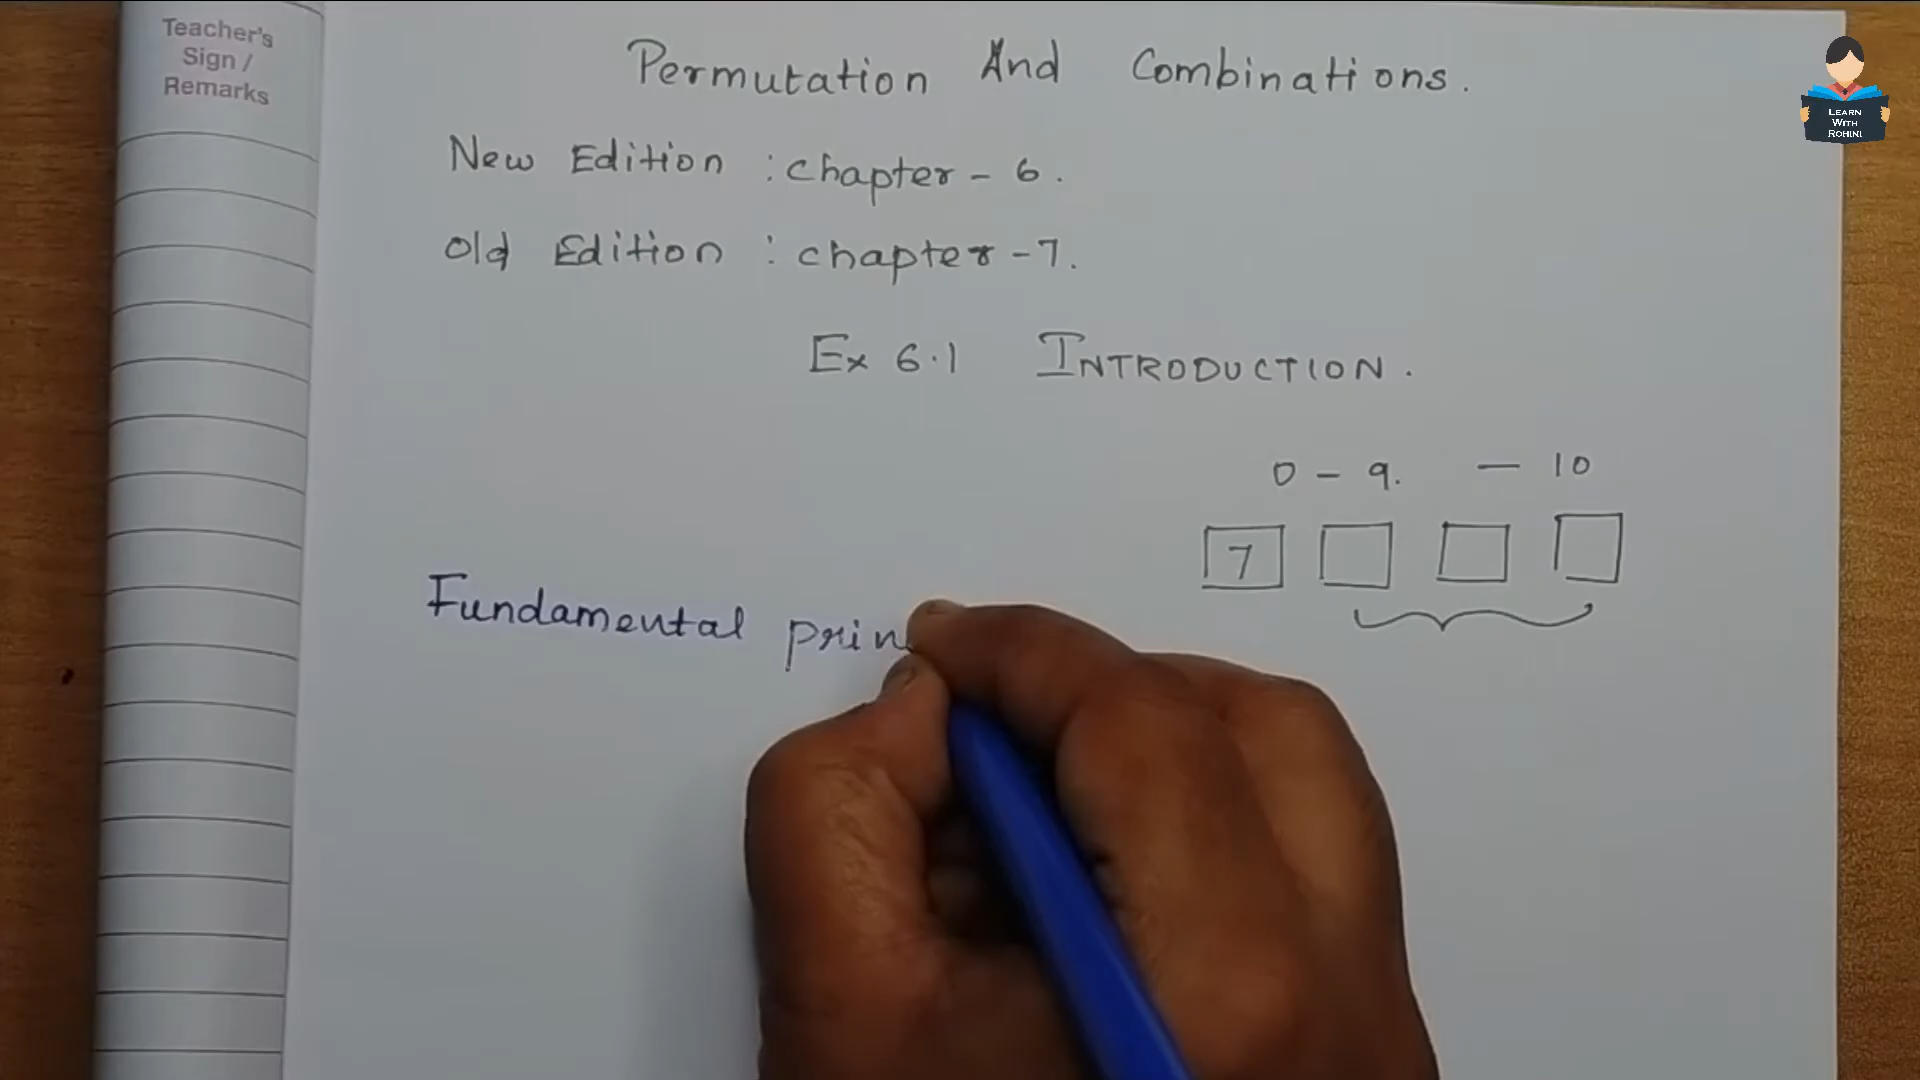 Teacher's
Sign /
Remarks
Permutation And Combinations.
LEARN
WITH
ROHINI
New Edition : chapter - 6.
Old Edition : chapter - 7.
Ex 6.1 INTRODUCTION.
0 - 9. — 10
7
Fundamental prin